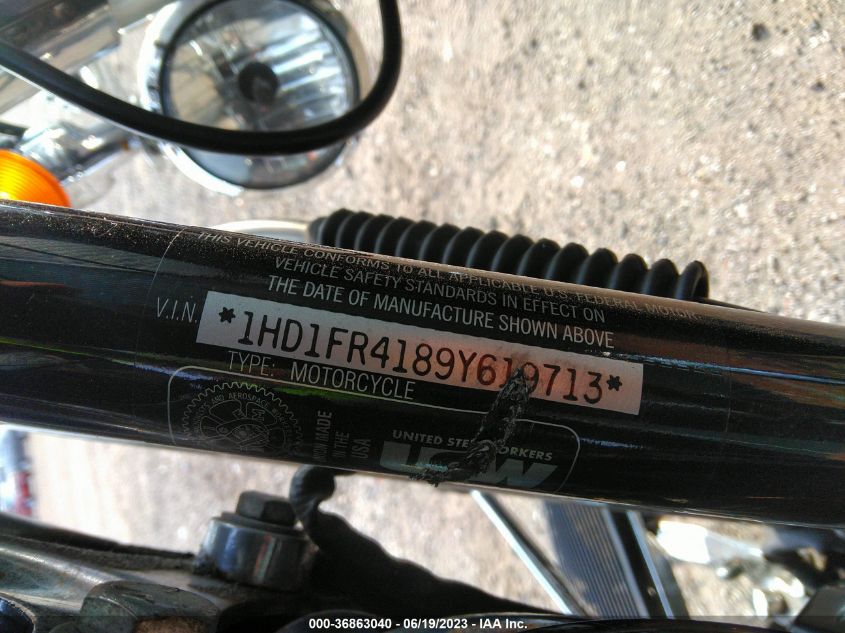 THIS VEHICLE CONFORMS TO ALL APPLICABLE U.S. FEDERAL MOTOR
VEHICLE SAFETY STANDARDS IN EFFECT ON
THE DATE OF MANUFACTURE SHOWN ABOVE
V.I.N. *1HD1FR4189Y619713*
TYPE: MOTORCYCLE
AND AEROSPACE
UNION MADE
IN THE
USA
UNITED STEELWORKERS
USW
000-36863040 - 06/19/2023 - IAA Inc.